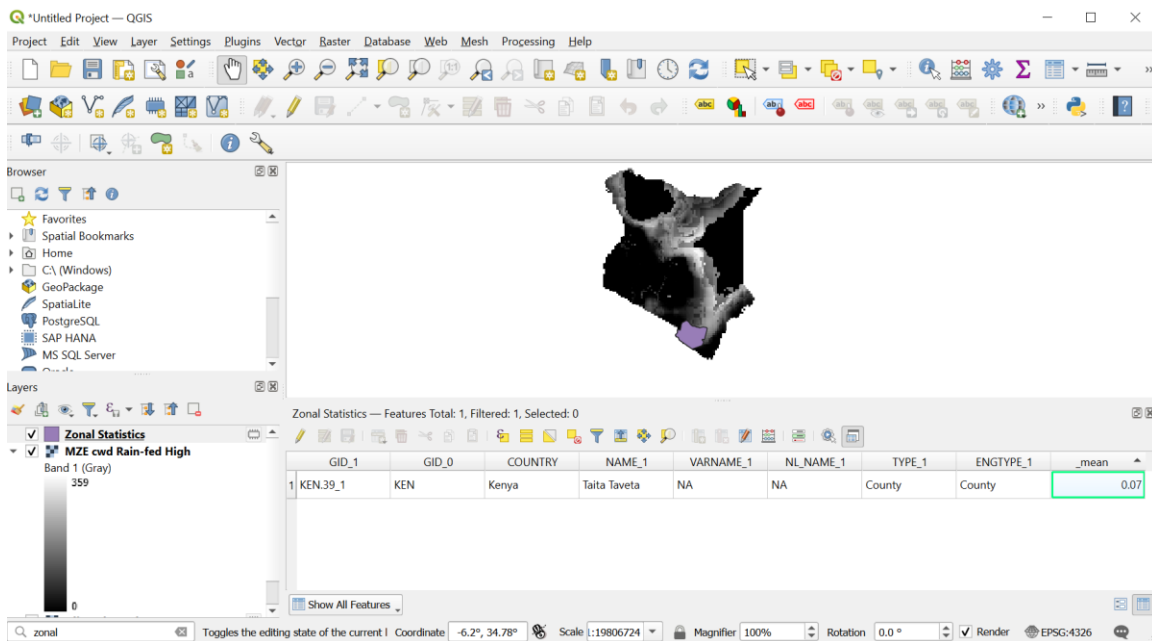 *Untitled Project — QGIS
Project Edit View Layer Settings Plugins Vector Raster Database Web Mesh Processing Help
abc abc abc abc
Browser
Favorites
Spatial Bookmarks
Home
C:\ (Windows)
GeoPackage
SpatiaLite
PostgreSQL
SAP HANA
MS SQL Server
Layers
Zonal Statistics
MZE cwd Rain-fed High
Band 1 (Gray)
359
0
Zonal Statistics — Features Total: 1, Filtered: 1, Selected: 0
GID_1 GID_0 COUNTRY NAME_1 VARNAME_1 NL_NAME_1 TYPE_1 ENGTYPE_1 _mean
1 KEN.39_1 KEN Kenya Taita Taveta NA NA County County 0.07
Show All Features
zonal Toggles the editing state of the current l Coordinate -6.2°, 34.78° Scale l:19806724 Magnifier 100% Rotation 0.0 ° Render EPSG:4326